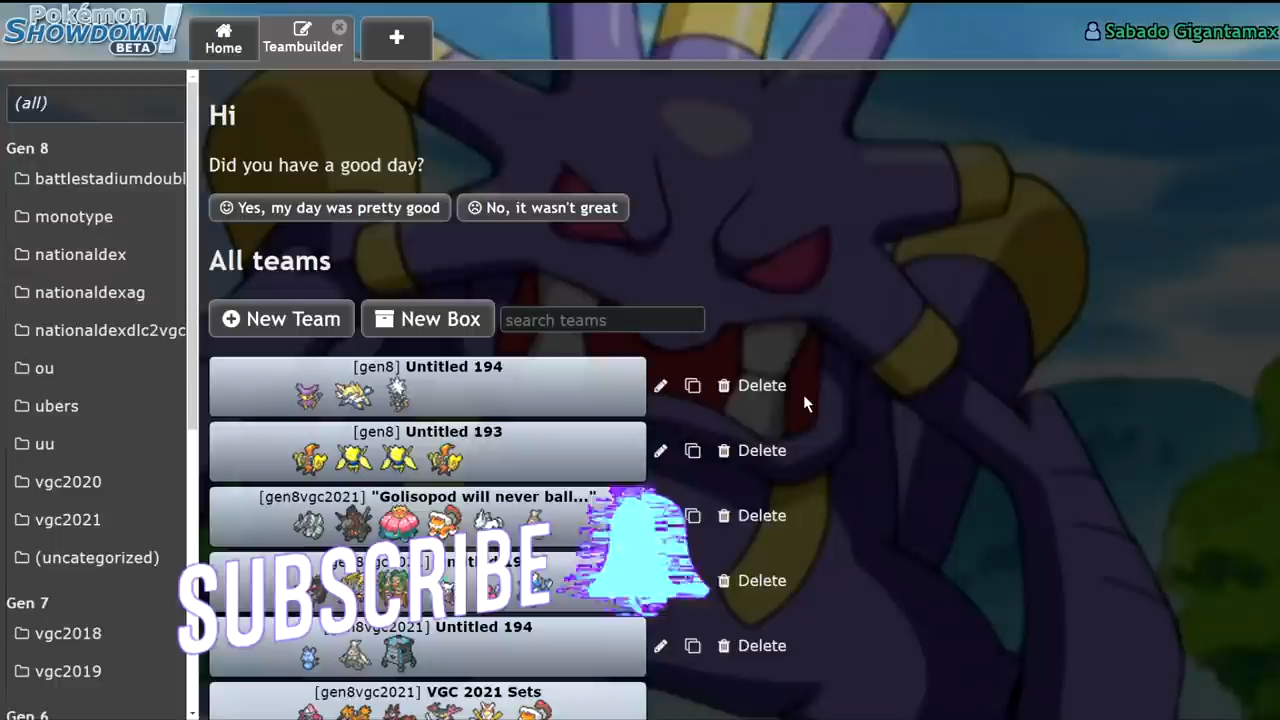 Pokémon
SHOWDOWN!
BETA
Home
Teambuilder
Sabado Gigantamax
(all)
Gen 8
battlestadiumdoubl
monotype
nationaldex
nationaldexag
nationaldexdlc2vgc
ou
ubers
uu
vgc2020
vgc2021
(uncategorized)
Gen 7
vgc2018
vgc2019
Gen 6
Hi
Did you have a good day?
Yes, my day was pretty good
No, it wasn't great
All teams
New Team
New Box
search teams
[gen8] Untitled 194
Delete
[gen8] Untitled 193
Delete
[gen8vgc2021] "Golisopod will never ball..."
Delete
Delete
SUBSCRIBE
[gen8vgc2021] Untitled 194
Delete
[gen8vgc2021] VGC 2021 Sets